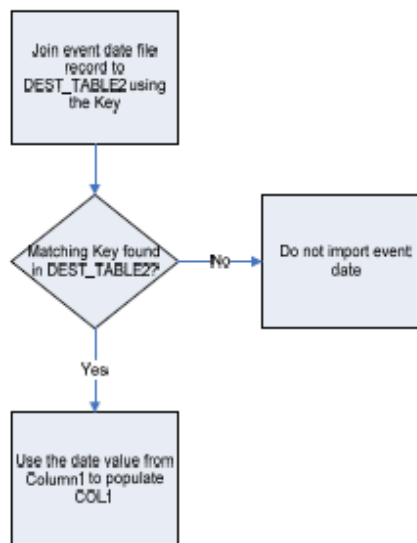 Join event date file
record to
DEST_TABLE2 using
the Key
Matching Key found
in DEST_TABLE2?
No
Do not import event
date
Yes
Use the date value from
Column1 to populate
COL1